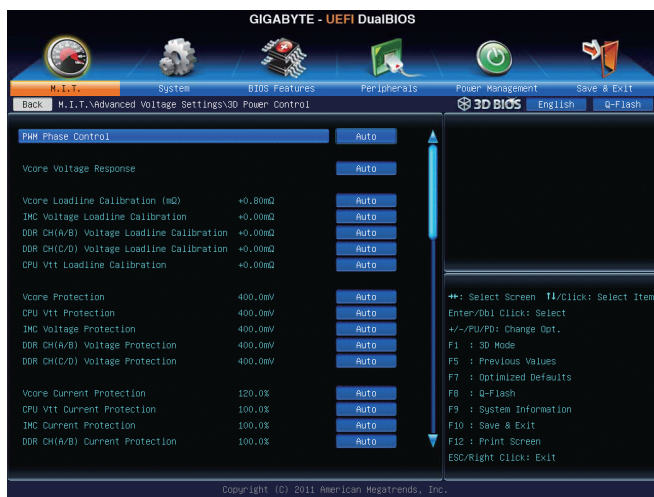 GIGABYTE - UEFI DualBIOS
M.I.T. System BIOS Features Peripherals Power Management Save & Exit
Back M.I.T.\Advanced Voltage Settings\3D Power Control 3D BIOS English Q-Flash
PWM Phase Control Auto
Vcore Voltage Response Auto
Vcore Loadline Calibration (mΩ) +0.80mΩ Auto
IMC Voltage Loadline Calibration +0.00mΩ Auto
DDR CH(A/B) Voltage Loadline Calibration +0.00mΩ Auto
DDR CH(C/D) Voltage Loadline Calibration +0.00mΩ Auto
CPU Vtt Loadline Calibration +0.00mΩ Auto
Vcore Protection 400.0mV Auto
CPU Vtt Protection 400.0mV Auto
IMC Voltage Protection 400.0mV Auto
DDR CH(A/B) Voltage Protection 400.0mV Auto
DDR CH(C/D) Voltage Protection 400.0mV Auto
Vcore Current Protection 120.0% Auto
CPU Vtt Current Protection 100.0% Auto
IMC Current Protection 100.0% Auto
DDR CH(A/B) Current Protection 100.0% Auto
→←: Select Screen ↑↓/Click: Select Item
Enter/Dbl Click: Select
+/-/PU/PD: Change Opt.
F1 : 3D Mode
F5 : Previous Values
F7 : Optimized Defaults
F8 : Q-Flash
F9 : System Information
F10 : Save & Exit
F12 : Print Screen
ESC/Right Click: Exit
Copyright (C) 2011 American Megatrends, Inc.